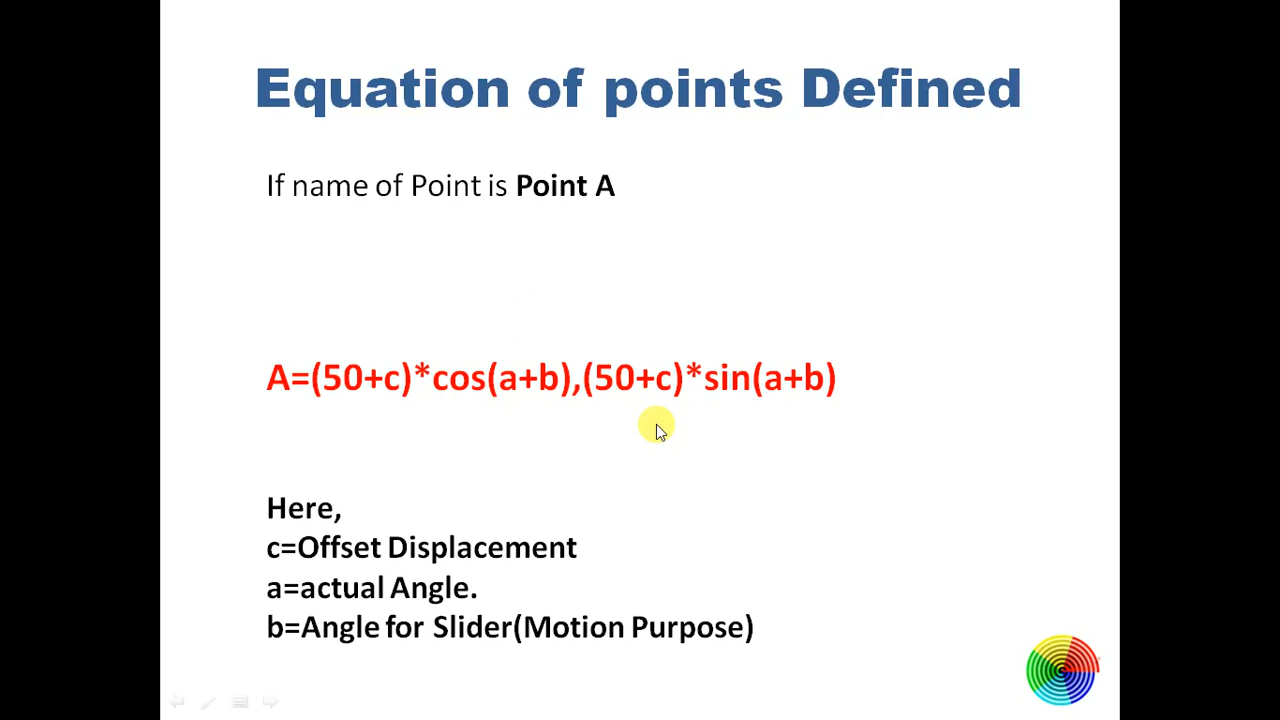 Equation of points Defined
If name of Point is Point A
A=(50+c)*cos(a+b),(50+c)*sin(a+b)
Here,
c=Offset Displacement
a=actual Angle.
b=Angle for Slider(Motion Purpose)